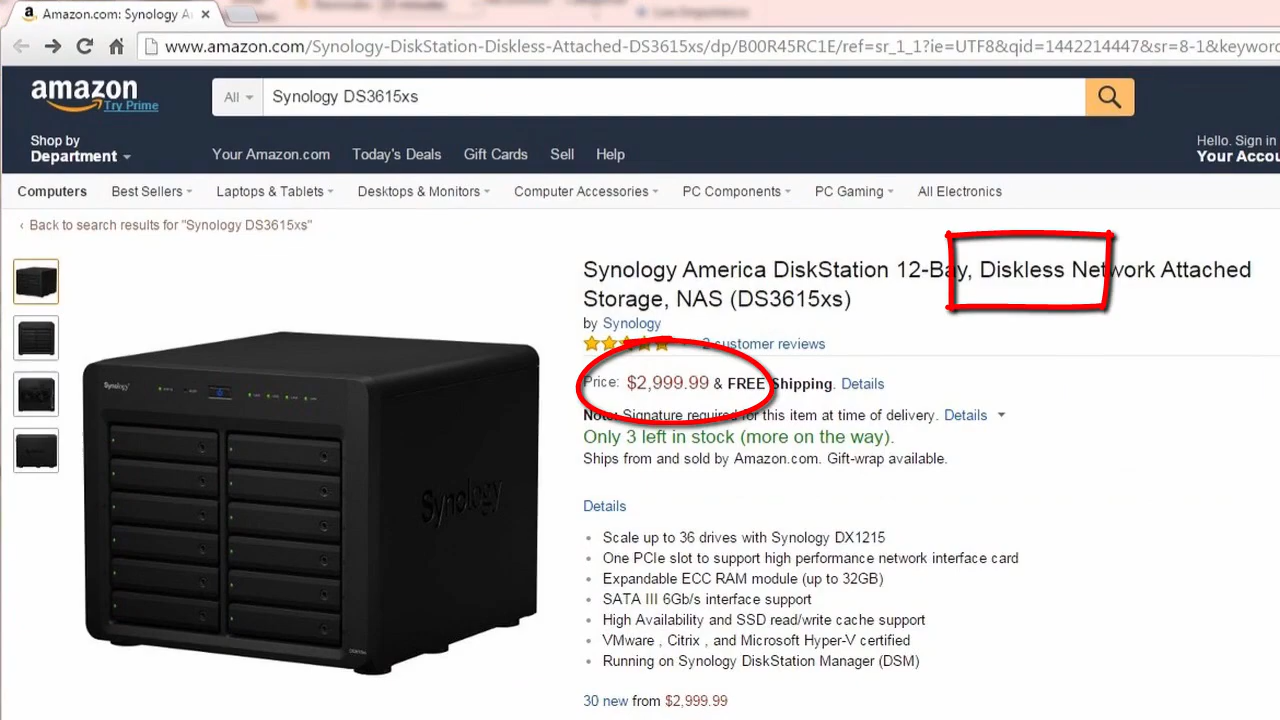 Amazon.com: Synology A
www.amazon.com/Synology-DiskStation-Diskless-Attached-DS3615xs/dp/B00R45RC1E/ref=sr_1_1?ie=UTF8&qid=1442214447&sr=8-1&keyword
amazon
Try Prime
All
Synology DS3615xs
Shop by
Department
Your Amazon.com Today's Deals Gift Cards Sell Help
Hello. Sign in
Your Accou
Computers Best Sellers Laptops & Tablets Desktops & Monitors Computer Accessories PC Components PC Gaming All Electronics
‹ Back to search results for "Synology DS3615xs"
Synology America DiskStation 12-Bay, Diskless Network Attached
Storage, NAS (DS3615xs)
by Synology
2 customer reviews
Price: $2,999.99 & FREE Shipping. Details
Note: Signature required for this item at time of delivery. Details
Only 3 left in stock (more on the way).
Ships from and sold by Amazon.com. Gift-wrap available.
Details
Scale up to 36 drives with Synology DX1215
One PCIe slot to support high performance network interface card
Expandable ECC RAM module (up to 32GB)
SATA III 6Gb/s interface support
High Availability and SSD read/write cache support
VMware , Citrix , and Microsoft Hyper-V certified
Running on Synology DiskStation Manager (DSM)
30 new from $2,999.99
Synology
Synology